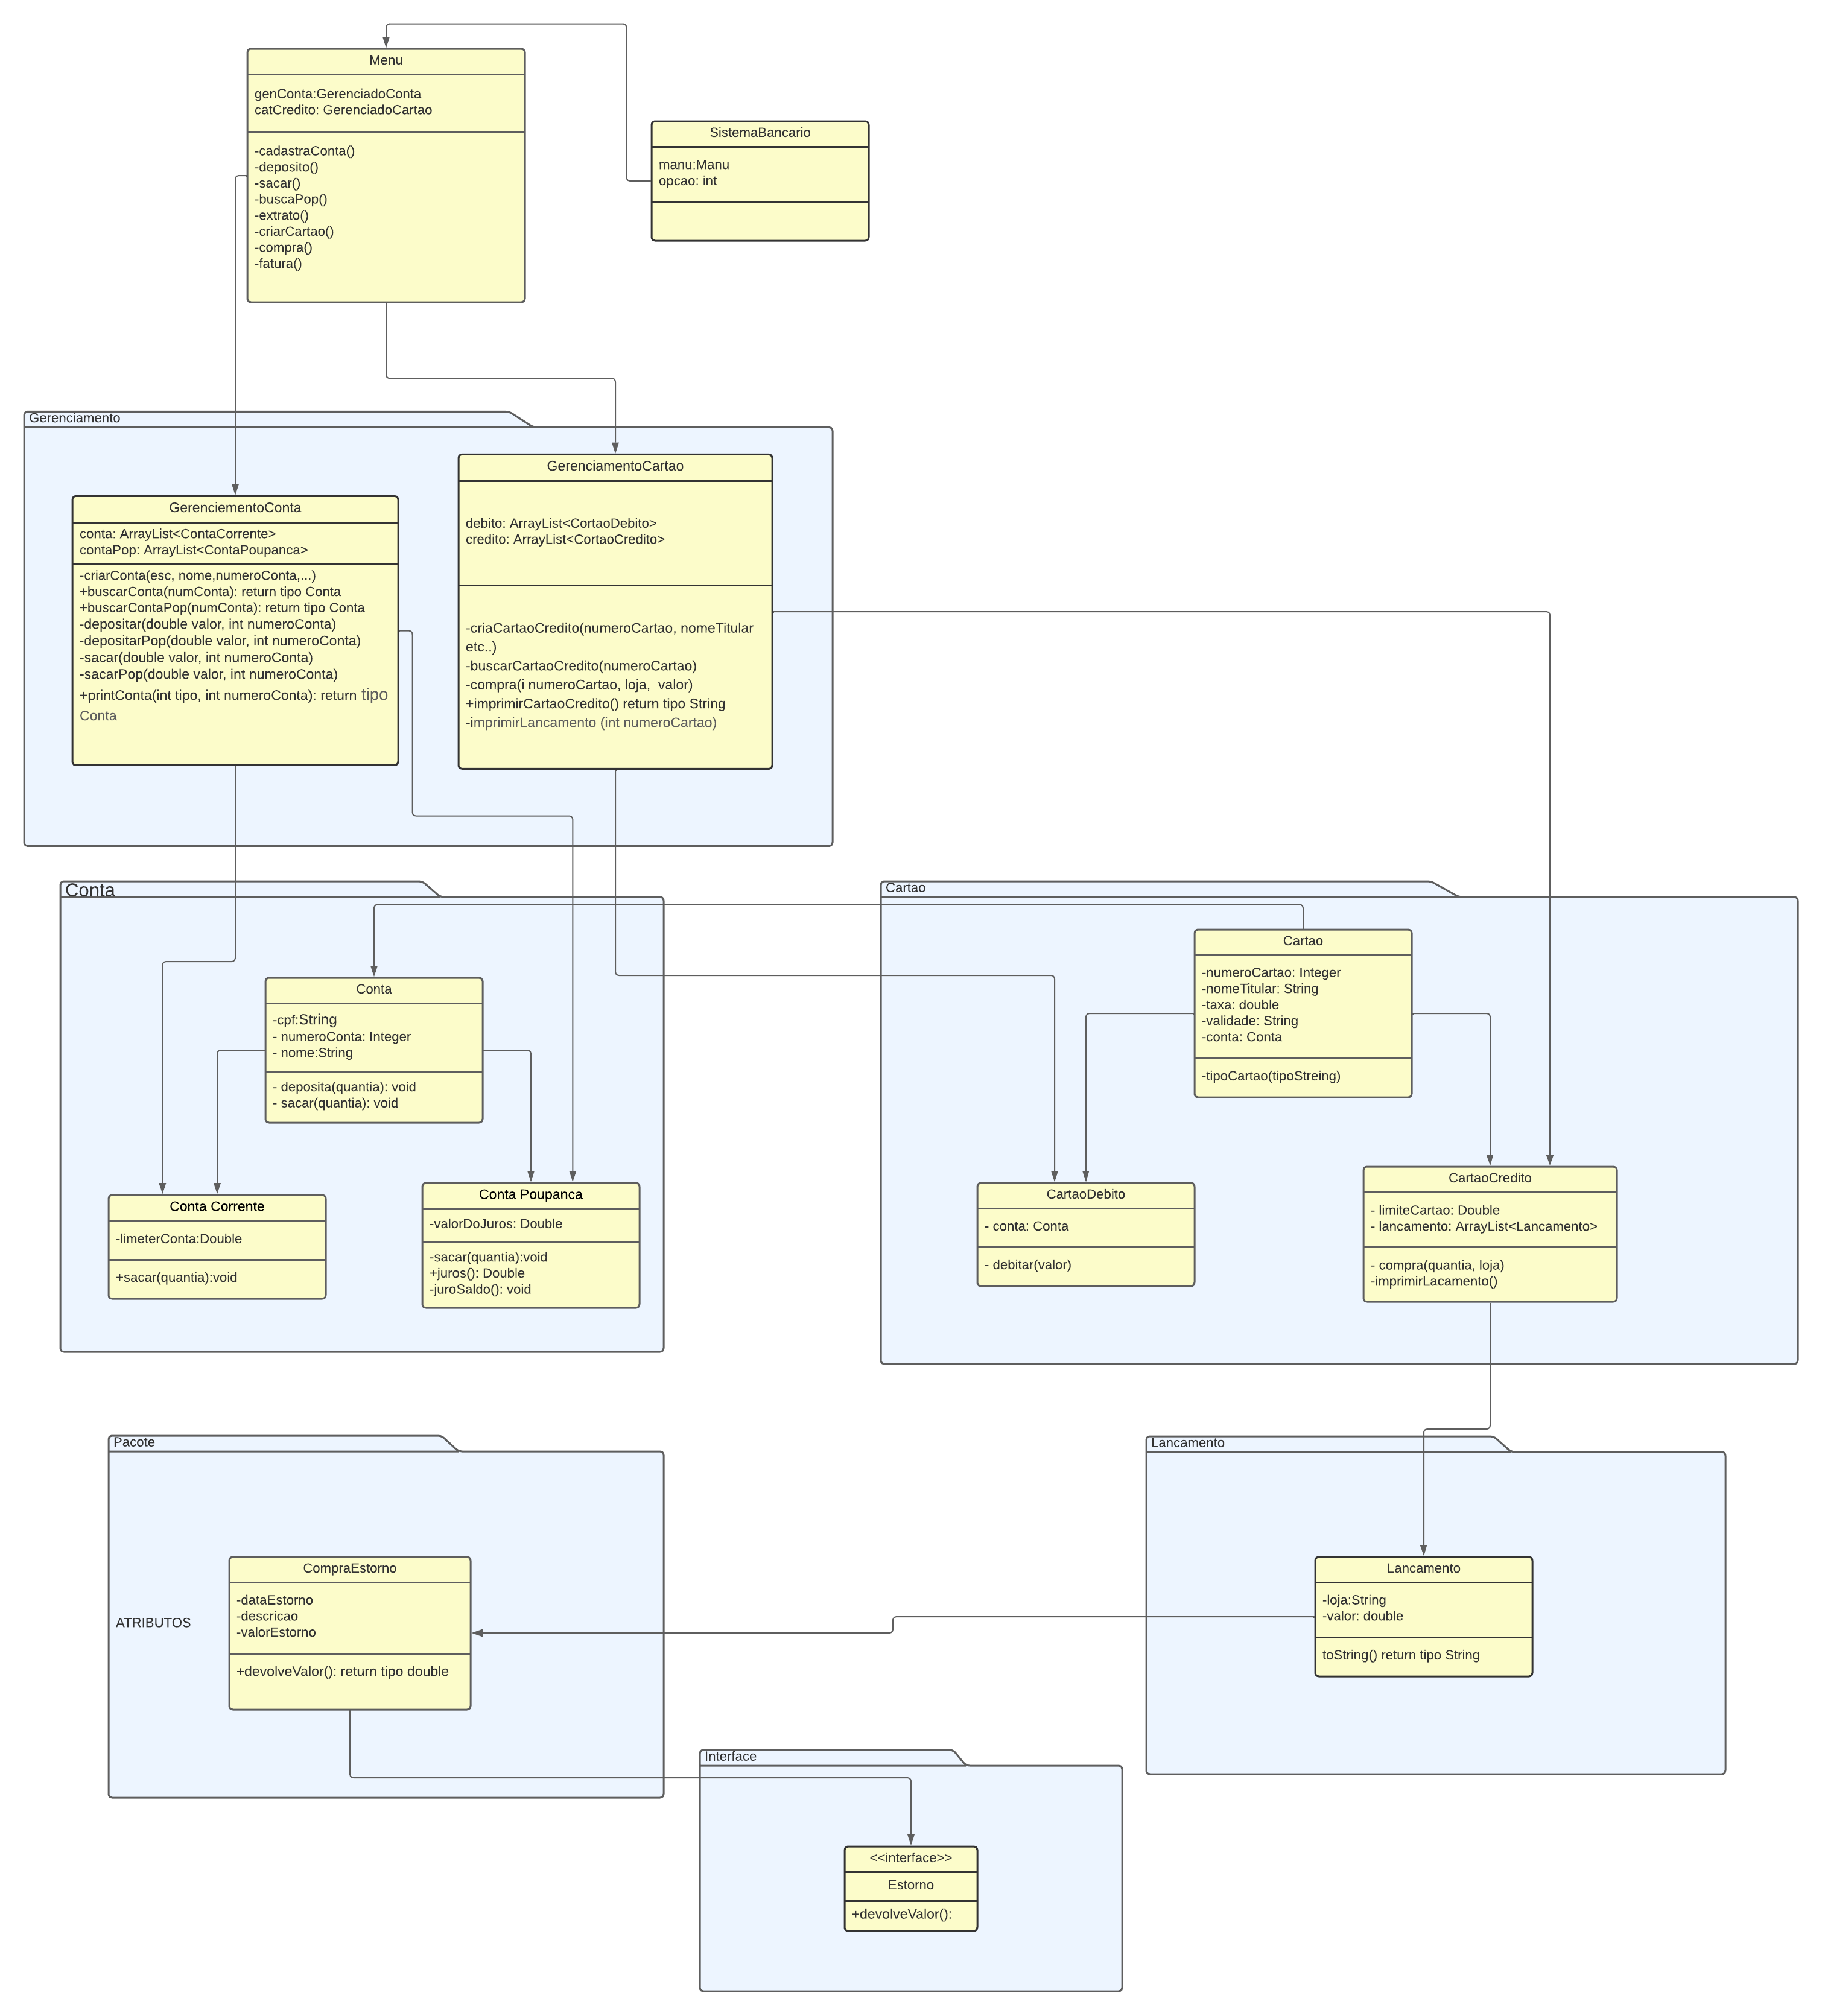 Menu
genConta:GerenciadoConta
catCredito: GerenciadoCartao
-cadastraConta()
-deposito()
-sacar()
-buscaPop()
-extrato()
-criarCartao()
-compra()
-fatura()
SistemaBancario
manu:Manu
opcao: int
Gerenciamento
GerenciementoConta
conta: ArrayList<ContaCorrente>
contaPop: ArrayList<ContaPoupanca>
-criarConta(esc, nome,numeroConta,...)
+buscarConta(numConta): return tipo Conta
+buscarContaPop(numConta): return tipo Conta
-depositar(double valor, int numeroConta)
-depositarPop(double valor, int numeroConta)
-sacar(double valor, int numeroConta)
-sacarPop(double valor, int numeroConta)
+printConta(int tipo, int numeroConta): return tipo
Conta
GerenciamentoCartao
debito: ArrayList<CortaoDebito>
credito: ArrayList<CortaoCredito>
-criaCartaoCredito(numeroCartao, nomeTitular
etc..)
-buscarCartaoCredito(numeroCartao)
-compra(i numeroCartao, loja,  valor)
+imprimirCartaoCredito() return tipo String
-imprimirLancamento (int numeroCartao)
Conta
Conta
-cpf:String
- numeroConta: Integer
- nome:String
- deposita(quantia): void
- sacar(quantia): void
Conta Corrente
-limeterConta:Double
+sacar(quantia):void
Conta Poupanca
-valorDoJuros: Double
-sacar(quantia):void
+juros(): Double
-juroSaldo(): void
Cartao
Cartao
-numeroCartao: Integer
-nomeTitular: String
-taxa: double
-validade: String
-conta: Conta
-tipoCartao(tipoStreing)
CartaoDebito
- conta: Conta
- debitar(valor)
CartaoCredito
- limiteCartao: Double
- lancamento: ArrayList<Lancamento>
- compra(quantia, loja)
-imprimirLacamento()
Pacote
ATRIBUTOS
CompraEstorno
-dataEstorno
-descricao
-valorEstorno
+devolveValor(): return tipo double
Lancamento
Lancamento
-loja:String
-valor: double
toString() return tipo String
Interface
<<interface>>
Estorno
+devolveValor():